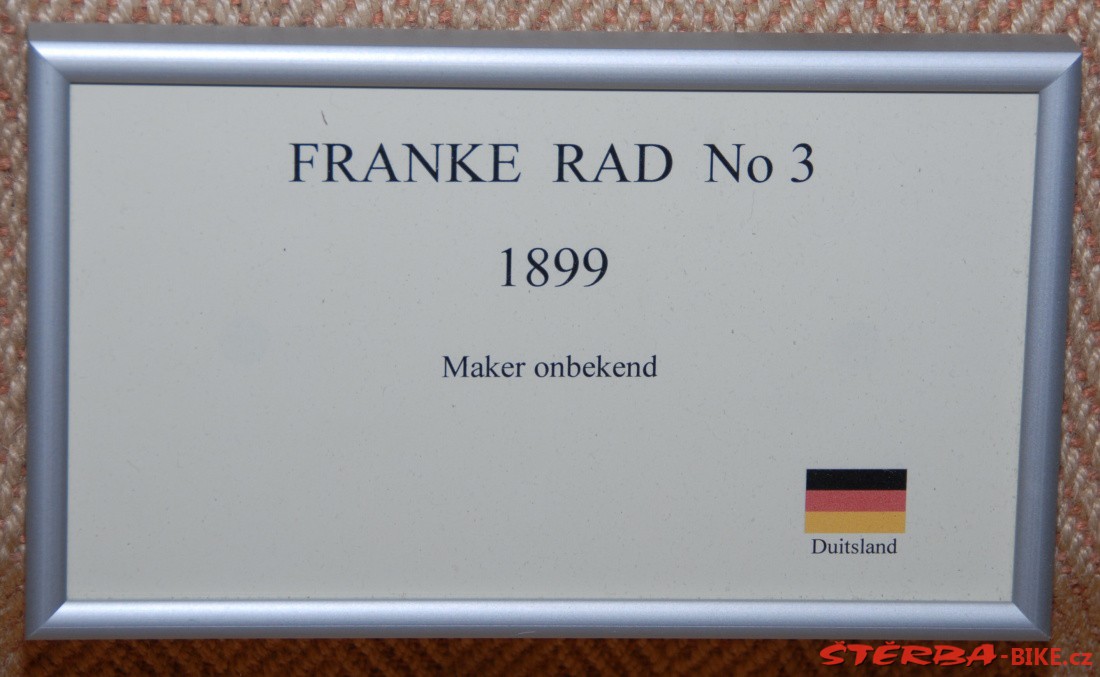 FRANKE RAD No 3
1899
Maker onbekend
Duitsland
ŠTĚRBA-BIKE.cz